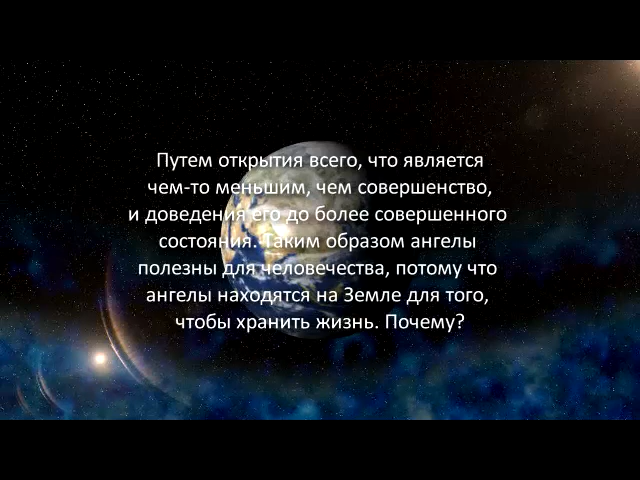 Путем открытия всего, что является
чем-то меньшим, чем совершенство,
и доведения его до более совершенного
состояния. Таким образом ангелы
полезны для человечества, потому что
ангелы находятся на Земле для того,
чтобы хранить жизнь. Почему?